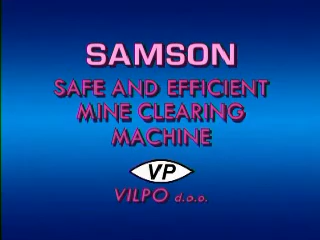 SAMSON
SAFE AND EFFICIENT
MINE CLEARING
MACHINE
VP
VILPO d.o.o.